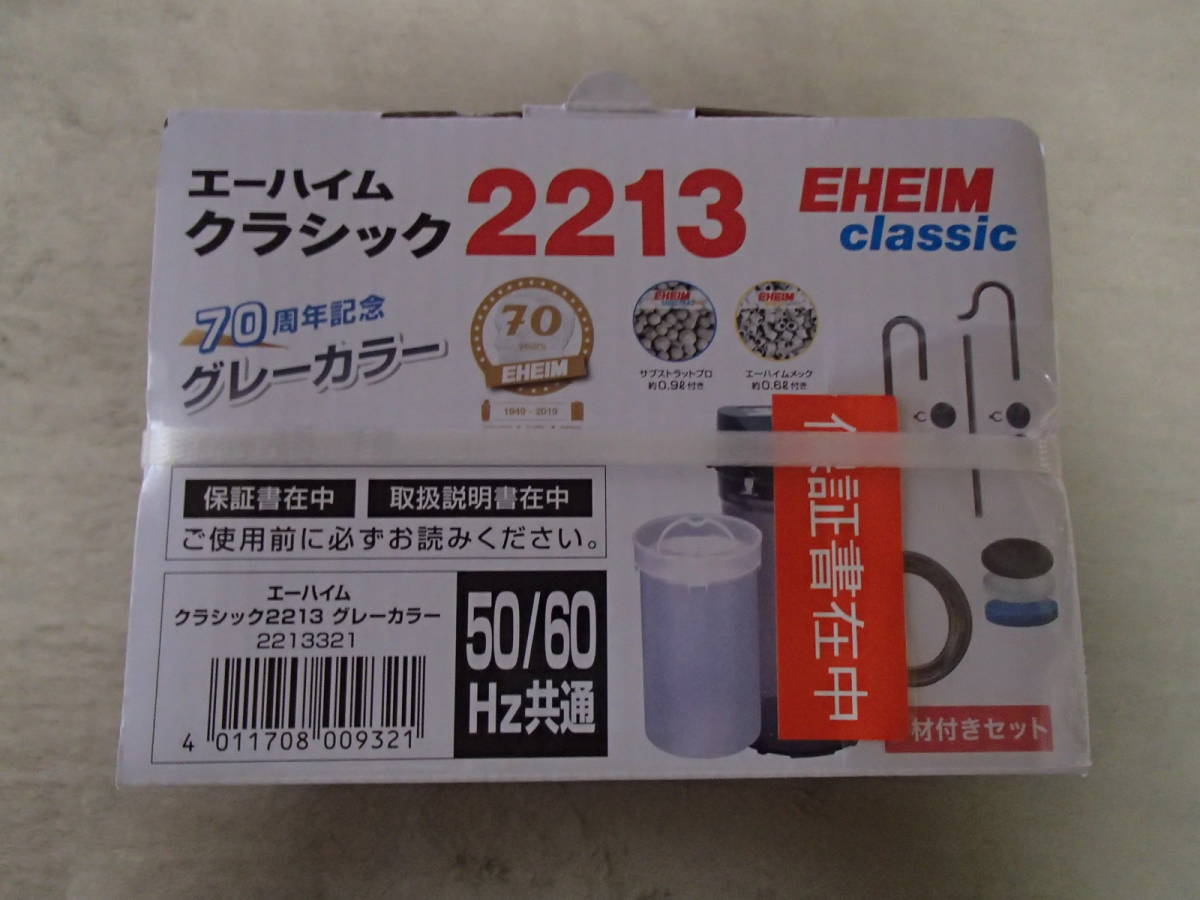 エーハイム
クラシック 2213
EHEIM
classic
70周年記念
グレーカラー
70
years
EHEIM
1949 - 2019
EHEIM
サブストラットプロ
約0.9ℓ付き
EHEIM
エーハイムメック
約0.6ℓ付き
証書在中
保証書在中
取扱説明書在中
ご使用前に必ずお読みください。
エーハイム
クラシック2213 グレーカラー
2213321
4 011708 009321
50/60
Hz共通
材付きセット